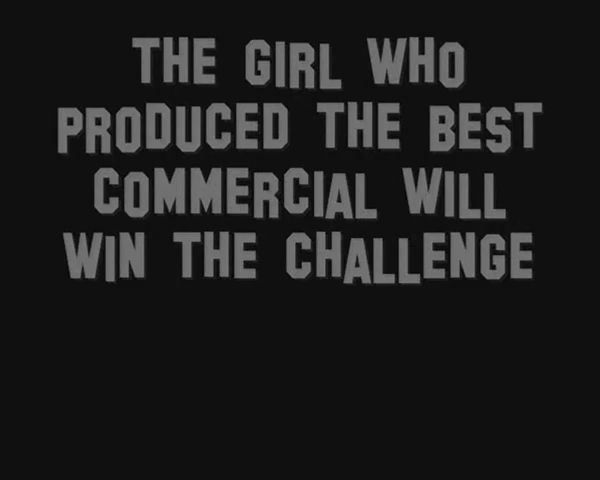 THE GIRL WHO
PRODUCED THE BEST
COMMERCIAL WILL
WIN THE CHALLENGE